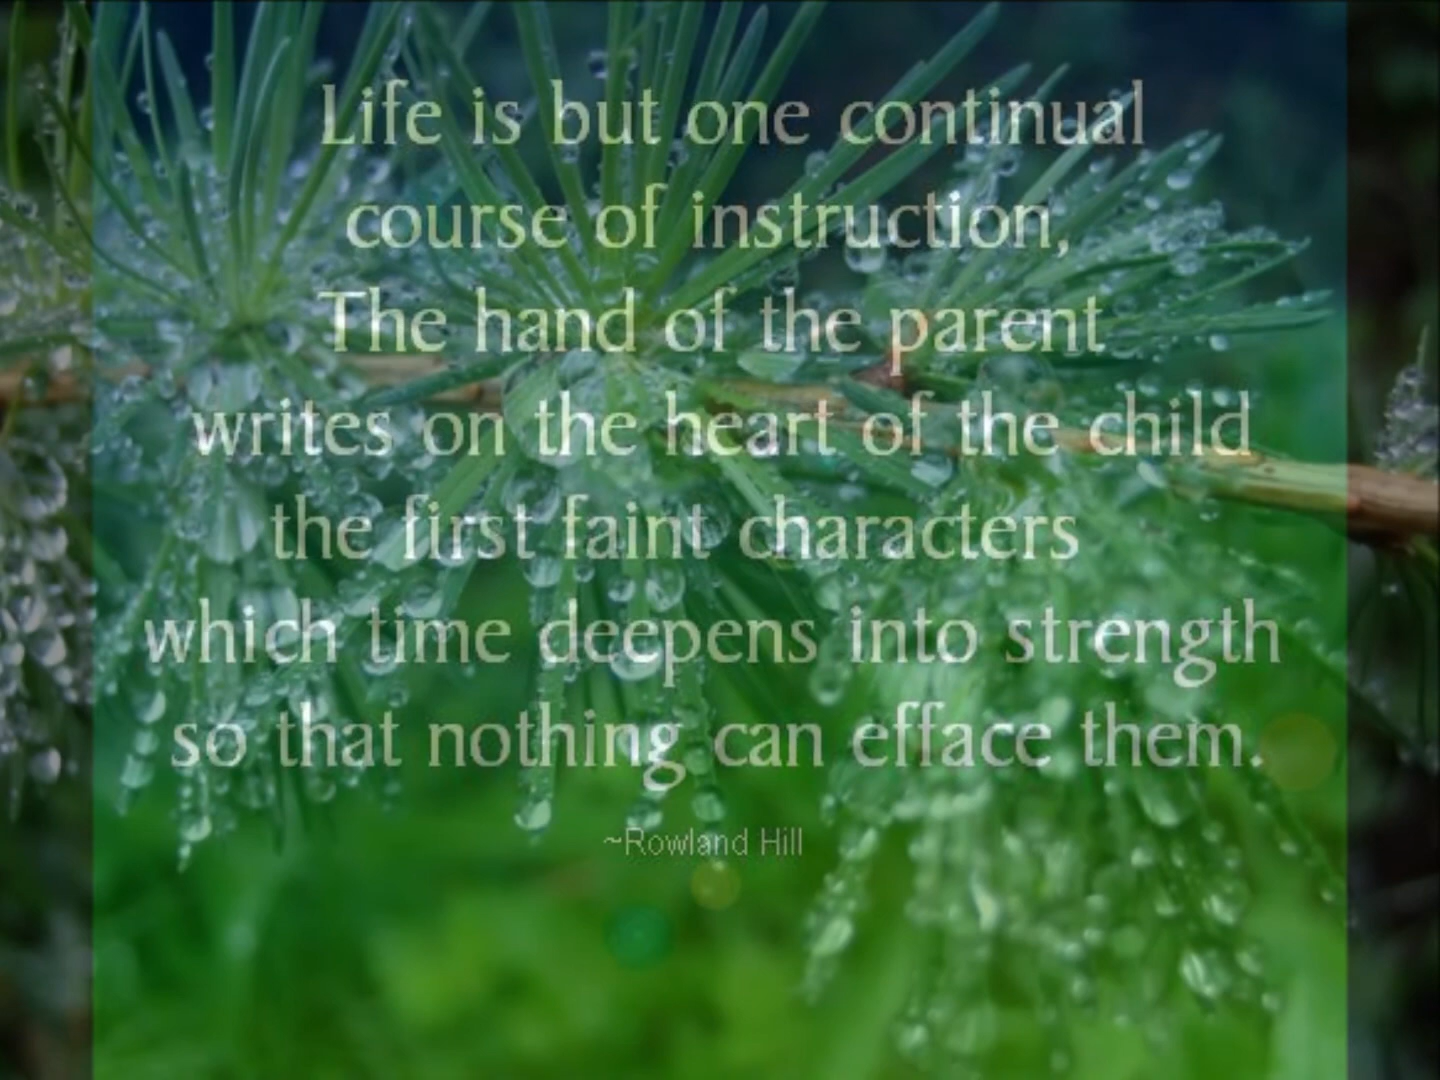 Life is but one continual
course of instruction,
The hand of the parent
writes on the heart of the child
the first faint characters
which time deepens into strength
so that nothing can efface them.
~Rowland Hill